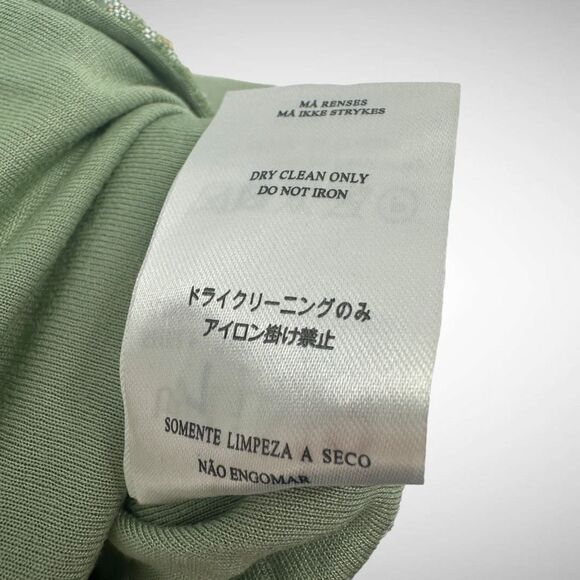 MÅ RENSES
MÅ IKKE STRYKES
DRY CLEAN ONLY
DO NOT IRON
ドライクリーニングのみ
アイロン掛け禁止
SOMENTE LIMPEZA A SECO
NÃO ENGOMAR